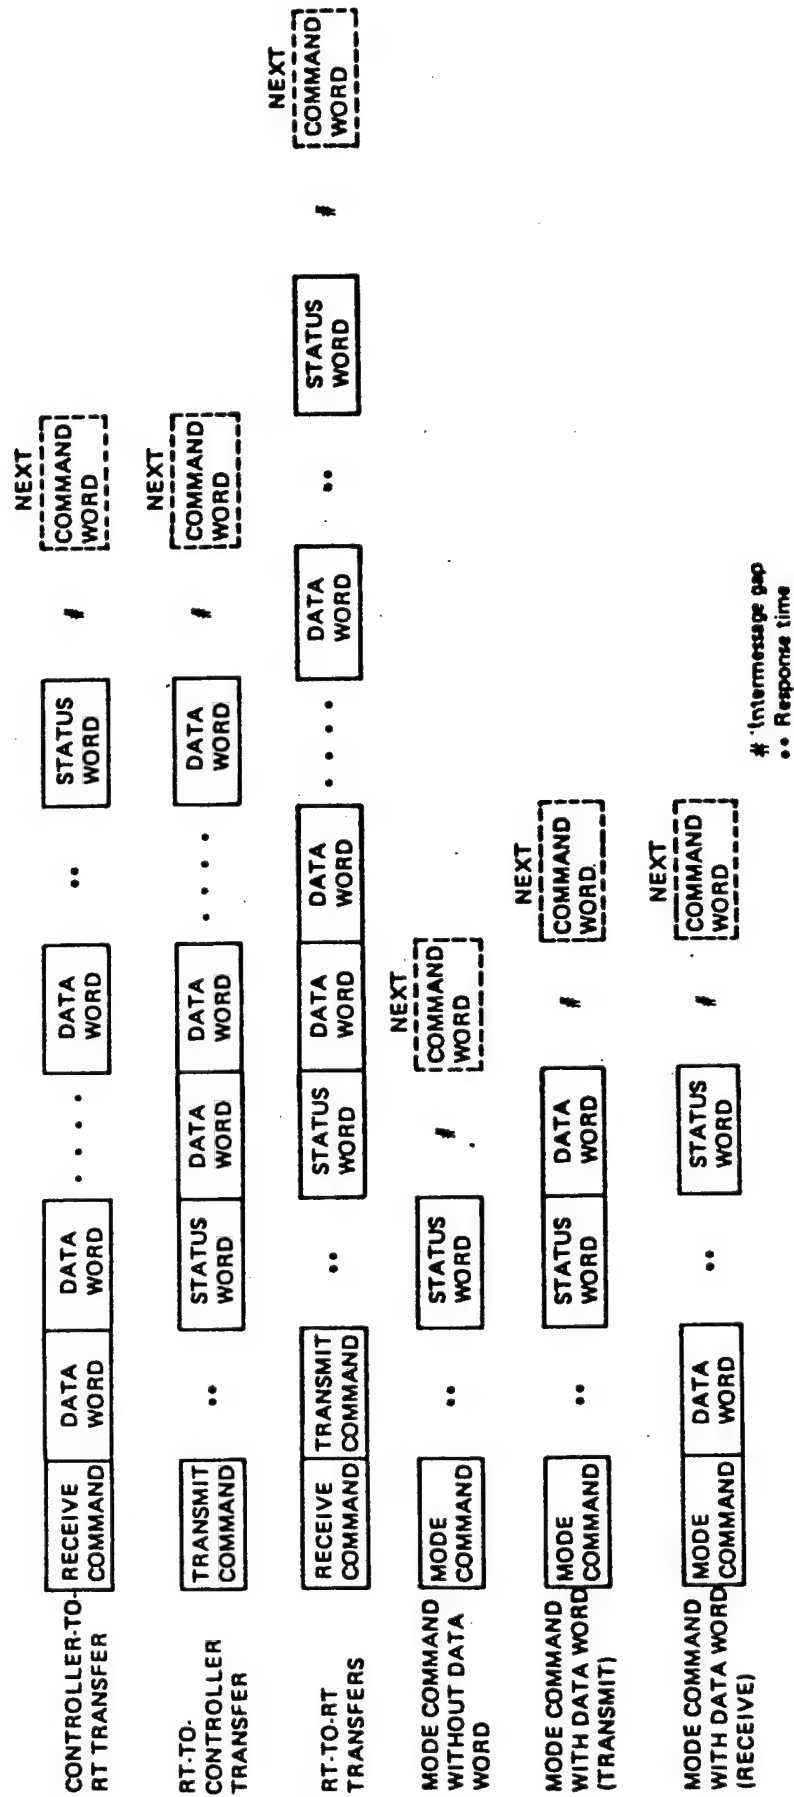 CONTROLLER-TO-
RT TRANSFER
RECEIVE
COMMAND
DATA
WORD
DATA
WORD
. . . .
DATA
WORD
••
STATUS
WORD
#
NEXT
COMMAND
WORD
RT-TO-
CONTROLLER
TRANSFER
TRANSMIT
COMMAND
••
STATUS
WORD
DATA
WORD
DATA
WORD
. . . .
DATA
WORD
#
NEXT
COMMAND
WORD
RT-TO-RT
TRANSFERS
RECEIVE
COMMAND
TRANSMIT
COMMAND
••
STATUS
WORD
DATA
WORD
DATA
WORD
. . . .
DATA
WORD
••
STATUS
WORD
#
NEXT
COMMAND
WORD
MODE COMMAND
WITHOUT DATA
WORD
MODE
COMMAND
••
STATUS
WORD
#
NEXT
COMMAND
WORD
MODE COMMAND
WITH DATA WORD
(TRANSMIT)
MODE
COMMAND
••
STATUS
WORD
DATA
WORD
#
NEXT
COMMAND
WORD.
MODE COMMAND
WITH DATA WORD
(RECEIVE)
MODE
COMMAND
DATA
WORD
••
STATUS
WORD
#
NEXT
COMMAND
WORD
# Intermessage gap
•• Response time